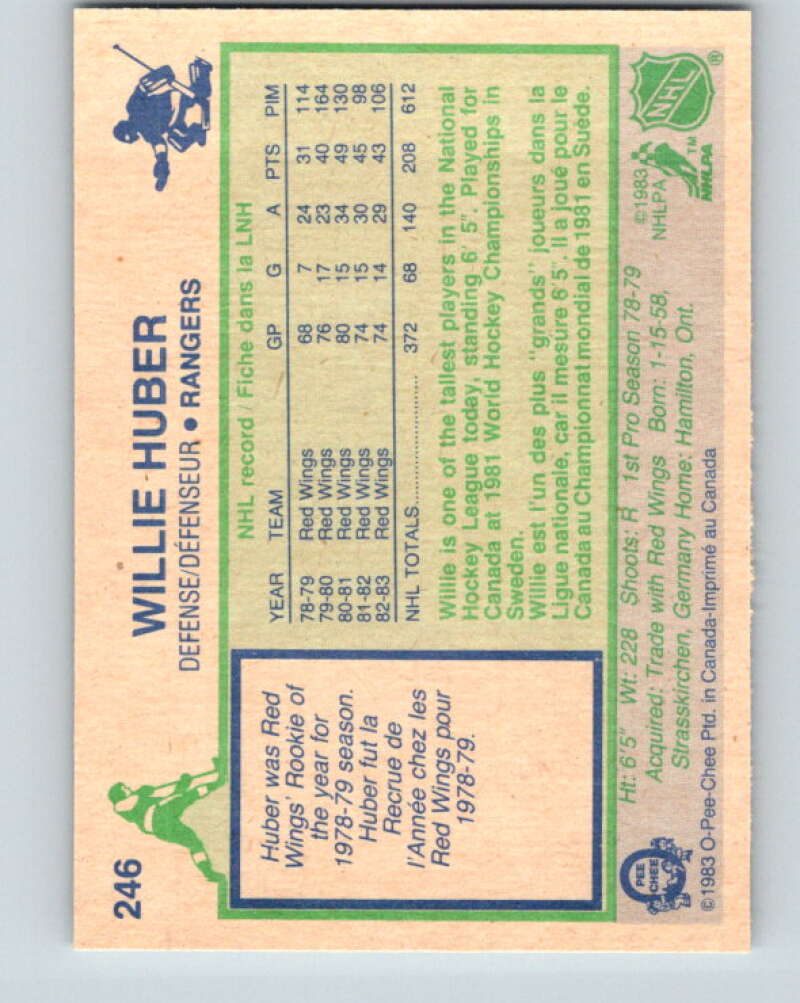 246
WILLIE HUBER
DEFENSE/DÉFENSEUR • RANGERS
Huber was Red
Wings' Rookie of
the year for
1978-79 season.
Huber fut la
Recrue de
l'Année chez les
Red Wings pour
1978-79.
NHL record / Fiche dans la LNH
YEAR TEAM GP G A PTS PIM
78-79 Red Wings 68 7 24 31 114
79-80 Red Wings 76 17 23 40 164
80-81 Red Wings 80 15 34 49 130
81-82 Red Wings 74 15 30 45 98
82-83 Red Wings 74 14 29 43 106
NHL TOTALS.................... 372 68 140 208 612
Willie is one of the tallest players in the National
Hockey League today, standing 6' 5". Played for
Canada at 1981 World Hockey Championships in
Sweden.
Willie est l'un des plus "grands" joueurs dans la
Ligue nationale, car il mesure 6'5". Il a joué pour le
Canada au Championnat mondial de 1981 en Suède.
Ht: 6'5" Wt: 228 Shoots: R 1st Pro Season 78-79
Acquired: Trade with Red Wings Born: 1-15-58,
Strasskirchen, Germany Home: Hamilton, Ont.
©1983 O-Pee-Chee Ptd. in Canada-Imprimé au Canada
PEE
CHEE
©1983
NHLPA
NHLPA
TM
NHL
®